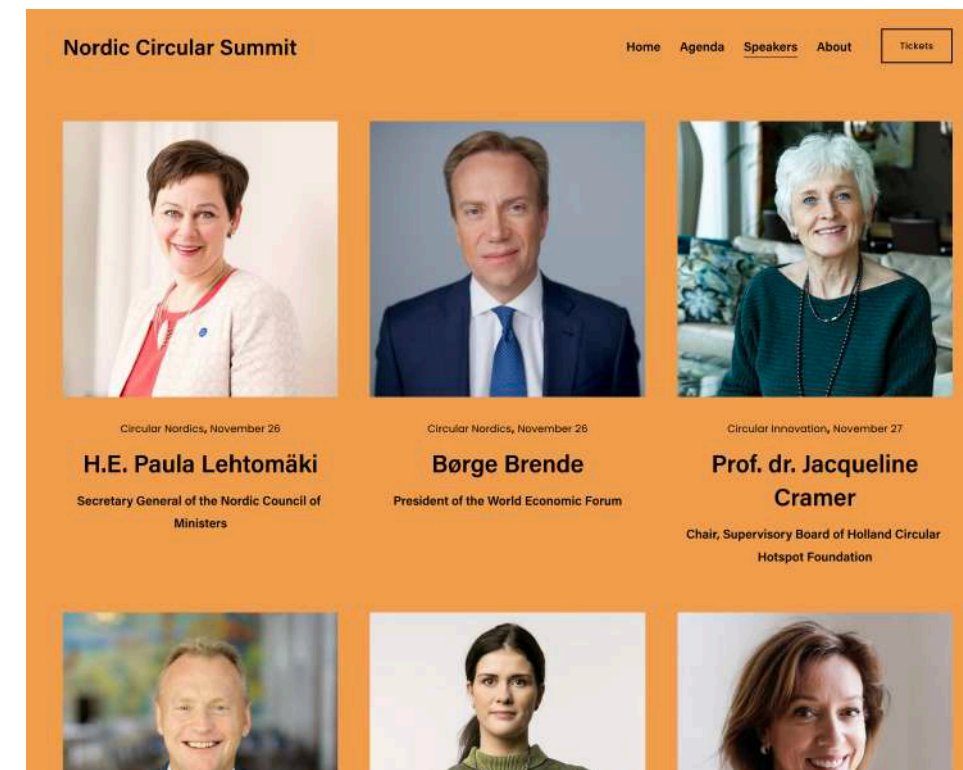 Nordic Circular Summit
Home Agenda Speakers About Tickets
Circular Nordics, November 26
H.E. Paula Lehtomäki
Secretary General of the Nordic Council of
Ministers
Circular Nordics, November 26
Børge Brende
President of the World Economic Forum
Circular Innovation, November 27
Prof. dr. Jacqueline
Cramer
Chair, Supervisory Board of Holland Circular
Hotspot Foundation